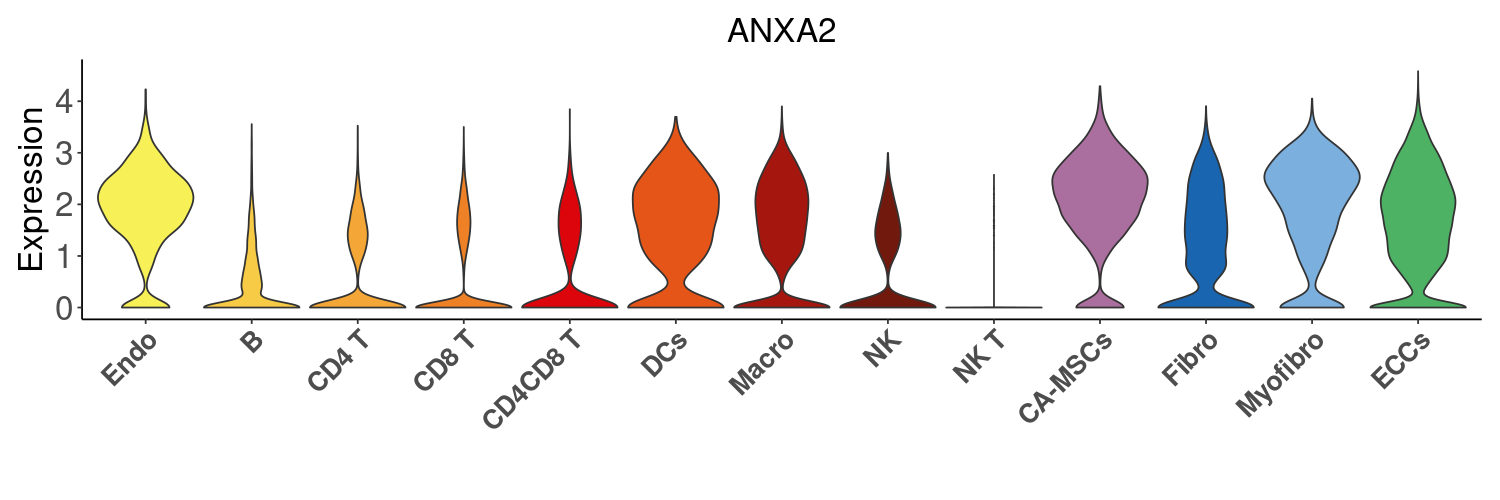 ANXA2
Expression
4
3
2
1
0
Endo
B
CD4 T
CD8 T
CD4CD8 T
DCs
Macro
NK
NK T
CA-MSCs
Fibro
Myofibro
ECCs